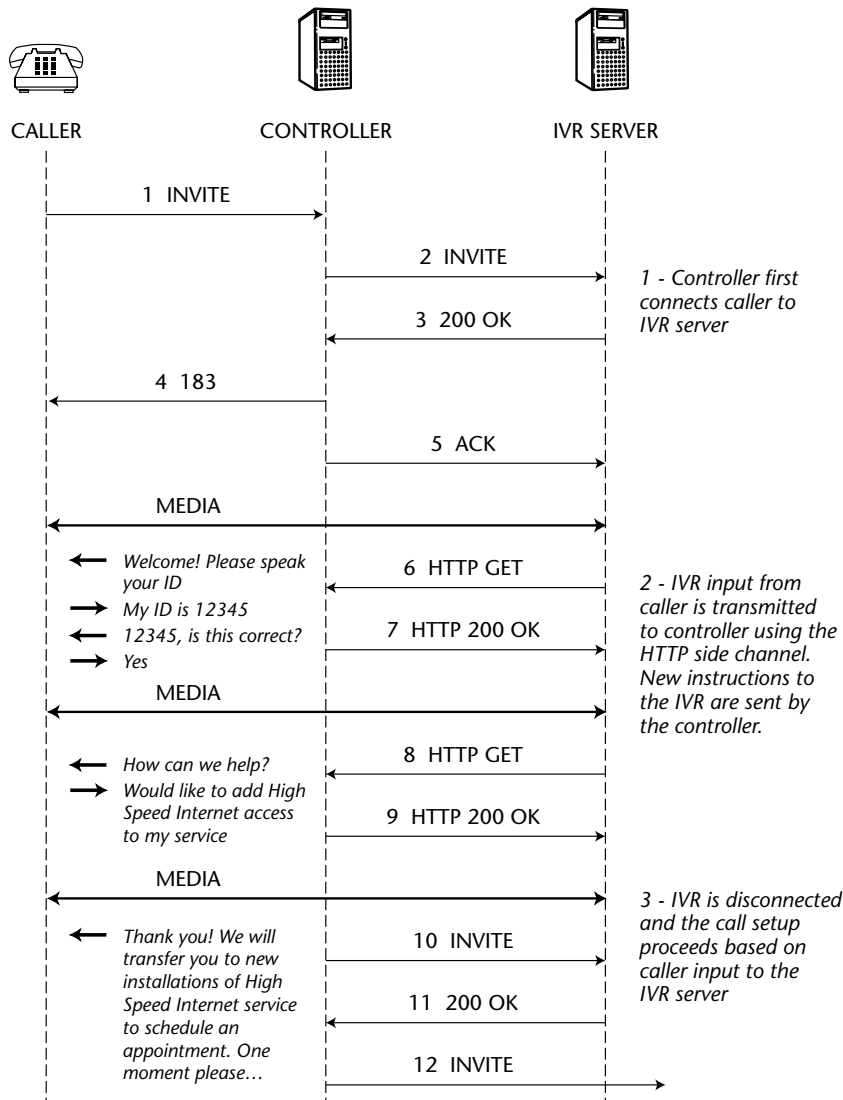 CALLER
CONTROLLER
IVR SERVER
1 INVITE
2 INVITE
1 - Controller first
connects caller to
IVR server
3 200 OK
4 183
5 ACK
MEDIA
Welcome! Please speak
your ID
My ID is 12345
12345, is this correct?
Yes
6 HTTP GET
7 HTTP 200 OK
2 - IVR input from
caller is transmitted
to controller using the
HTTP side channel.
New instructions to
the IVR are sent by
the controller.
MEDIA
How can we help?
Would like to add High
Speed Internet access
to my service
8 HTTP GET
9 HTTP 200 OK
MEDIA
Thank you! We will
transfer you to new
installations of High
Speed Internet service
to schedule an
appointment. One
moment please…
10 INVITE
11 200 OK
12 INVITE
3 - IVR is disconnected
and the call setup
proceeds based on
caller input to the
IVR server